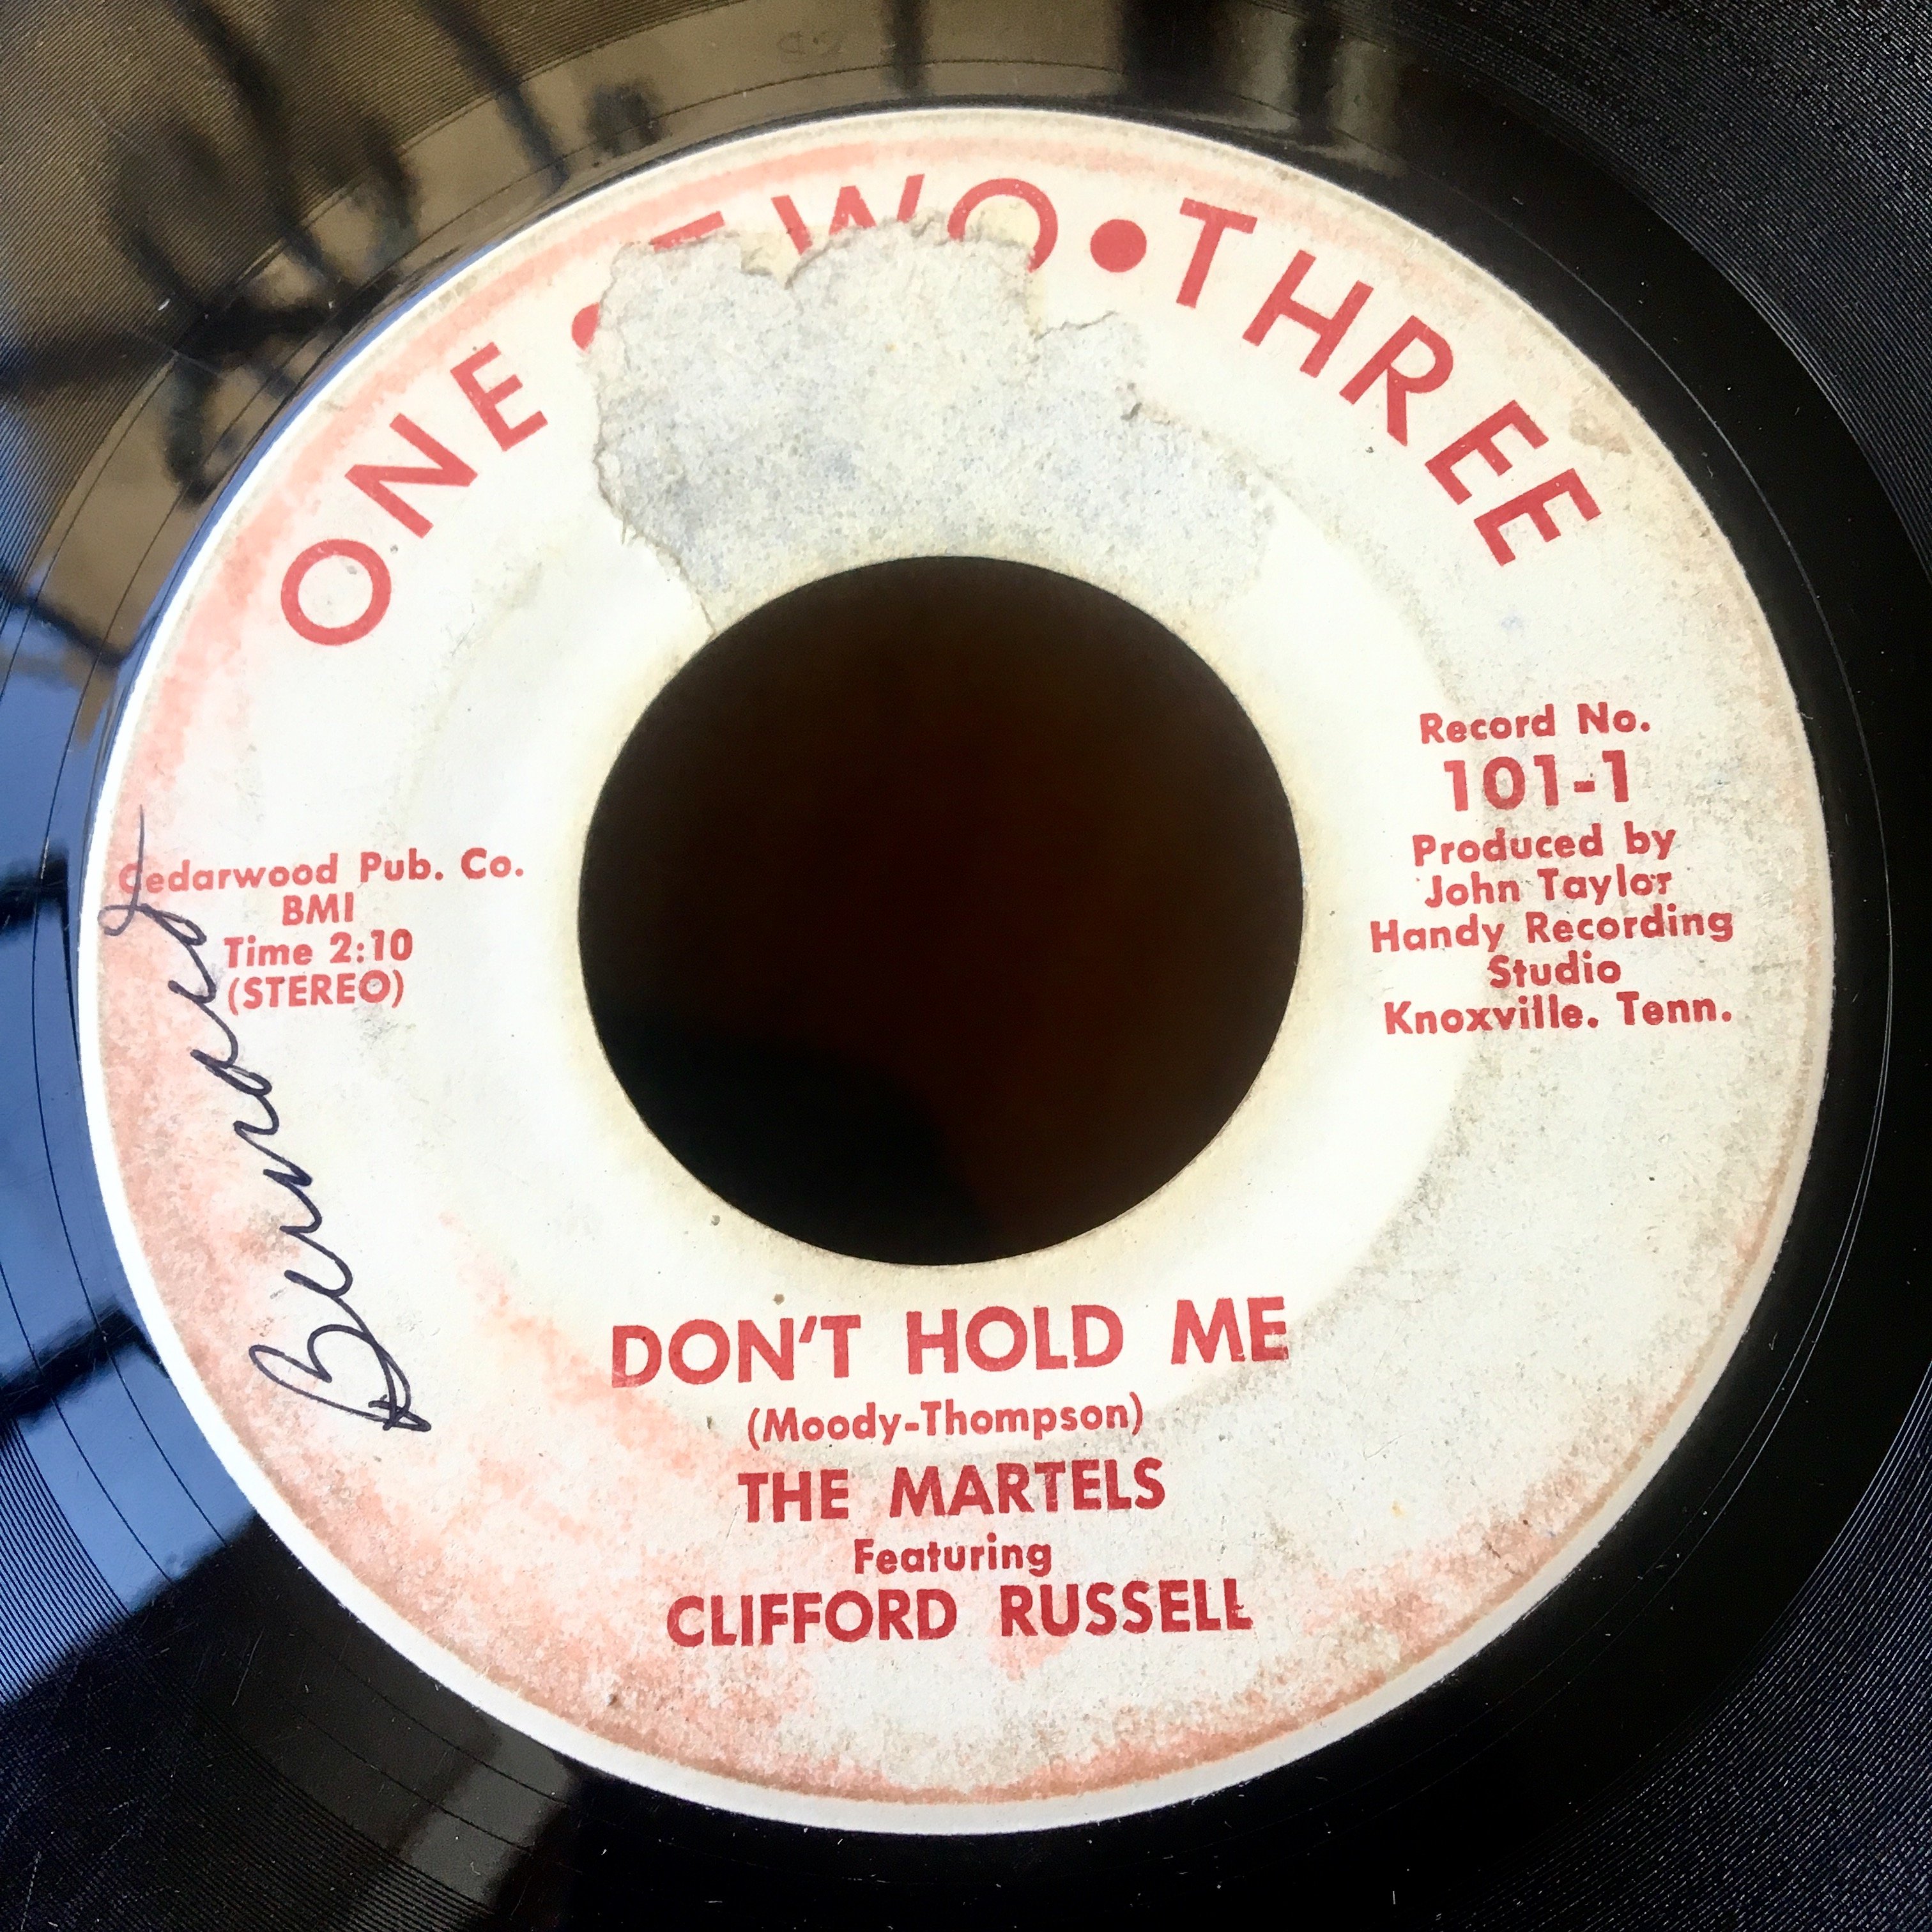 ONE • TWO • THREE
Record No.
101-1
Produced by
John Taylor
Handy Recording
Studio
Knoxville. Tenn.
Cedarwood Pub. Co.
BMI
Time 2:10
(STEREO)
DON'T HOLD ME
(Moody-Thompson)
THE MARTELS
Featuring
CLIFFORD RUSSELL